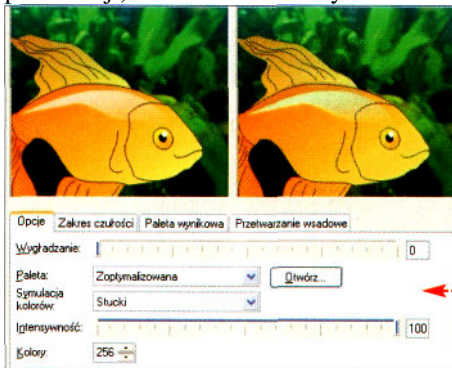 Opcje Zakres czułości Paleta wynikowa Przetwarzanie wsadowe
Wygładzanie: 0
Paleta: Zoptymalizowana Otwórz...
Symulacja
kolorów: Stucki
Intensywność: 100
Kolory: 256